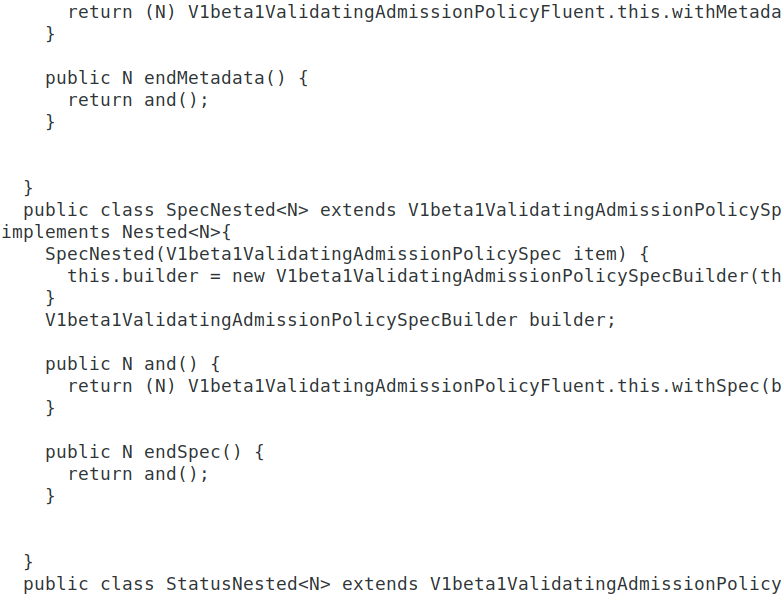 return (N) V1beta1ValidatingAdmissionPolicyFluent.this.withMetada
    }

    public N endMetadata() {
      return and();
    }


  }
  public class SpecNested<N> extends V1beta1ValidatingAdmissionPolicySp
implements Nested<N>{
    SpecNested(V1beta1ValidatingAdmissionPolicySpec item) {
      this.builder = new V1beta1ValidatingAdmissionPolicySpecBuilder(th
    }
    V1beta1ValidatingAdmissionPolicySpecBuilder builder;

    public N and() {
      return (N) V1beta1ValidatingAdmissionPolicyFluent.this.withSpec(b
    }

    public N endSpec() {
      return and();
    }


  }
  public class StatusNested<N> extends V1beta1ValidatingAdmissionPolicy